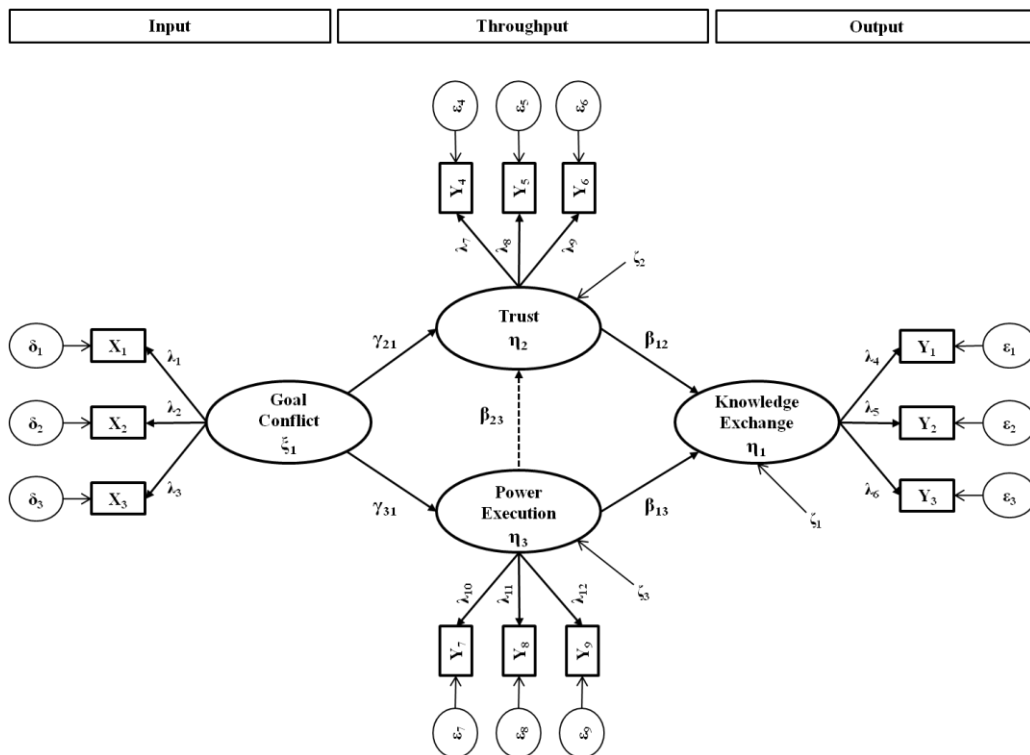 Input
Throughput
Output
ε₄
ε₅
ε₆
Y₄
Y₅
Y₆
λ₇
λ₈
λ₉
ζ₂
Trust
η₂
δ₁
X₁
λ₁
γ₂₁
β₁₂
λ₄
Y₁
ε₁
δ₂
X₂
λ₂
Goal
Conflict
ξ₁
β₂₃
Knowledge
Exchange
η₁
λ₅
Y₂
ε₂
δ₃
X₃
λ₃
γ₃₁
Power
Execution
η₃
β₁₃
λ₆
Y₃
ε₃
ζ₁
ζ₃
λ₁₀
λ₁₁
λ₁₂
Y₇
Y₈
Y₉
ε₇
ε₈
ε₉